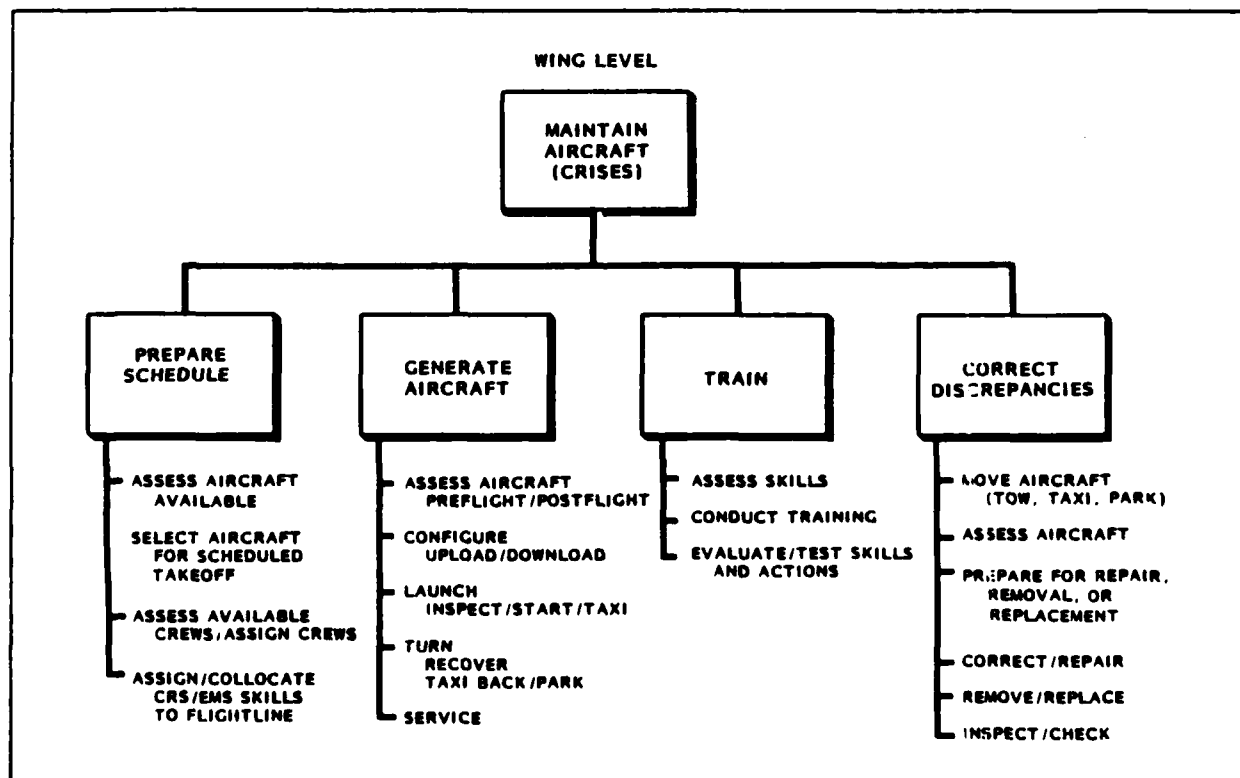 WING LEVEL
MAINTAIN
AIRCRAFT
(CRISES)
PREPARE
SCHEDULE
ASSESS AIRCRAFT
AVAILABLE
SELECT AIRCRAFT
FOR SCHEDULED
TAKEOFF
ASSESS AVAILABLE
CREWS/ASSIGN CREWS
ASSIGN/COLLOCATE
CRS/EMS SKILLS
TO FLIGHTLINE
GENERATE
AIRCRAFT
ASSESS AIRCRAFT
PREFLIGHT/POSTFLIGHT
CONFIGURE
UPLOAD/DOWNLOAD
LAUNCH
INSPECT/START/TAXI
TURN
RECOVER
TAXI BACK/PARK
SERVICE
TRAIN
ASSESS SKILLS
CONDUCT TRAINING
EVALUATE/TEST SKILLS
AND ACTIONS
CORRECT
DISCREPANCIES
MOVE AIRCRAFT
(TOW, TAXI, PARK)
ASSESS AIRCRAFT
PREPARE FOR REPAIR,
REMOVAL, OR
REPLACEMENT
CORRECT/REPAIR
REMOVE/REPLACE
INSPECT/CHECK